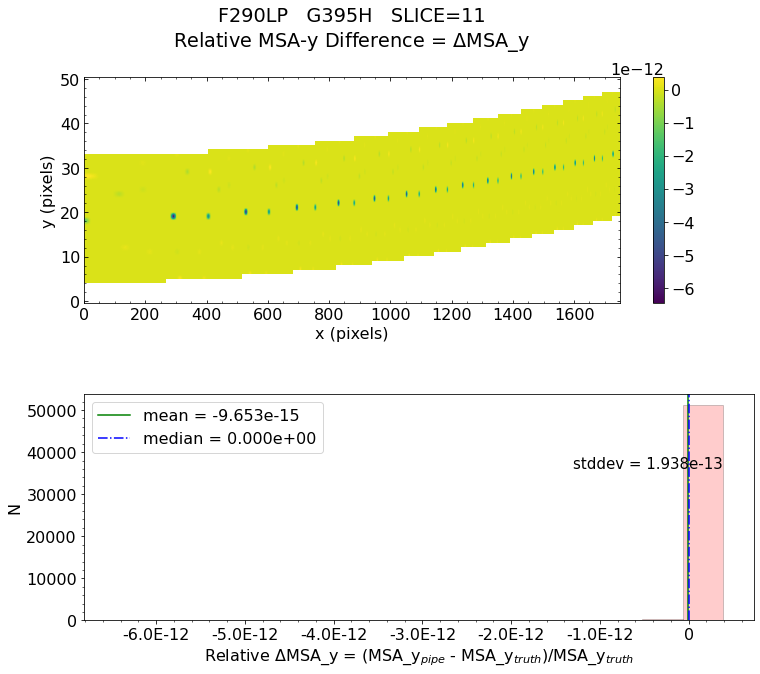 F290LP   G395H   SLICE=11
Relative MSA-y Difference = ΔMSA_y
1e−12
50
40
30
20
10
0
y (pixels)
0 200 400 600 800 1000 1200 1400 1600
x (pixels)
0
−1
−2
−3
−4
−5
−6
mean = -9.653e-15
median = 0.000e+00
stddev = 1.938e-13
50000
40000
30000
20000
10000
0
N
-6.0E-12 -5.0E-12 -4.0E-12 -3.0E-12 -2.0E-12 -1.0E-12 0
Relative ΔMSA_y = (MSA_y_pipe - MSA_y_truth)/MSA_y_truth